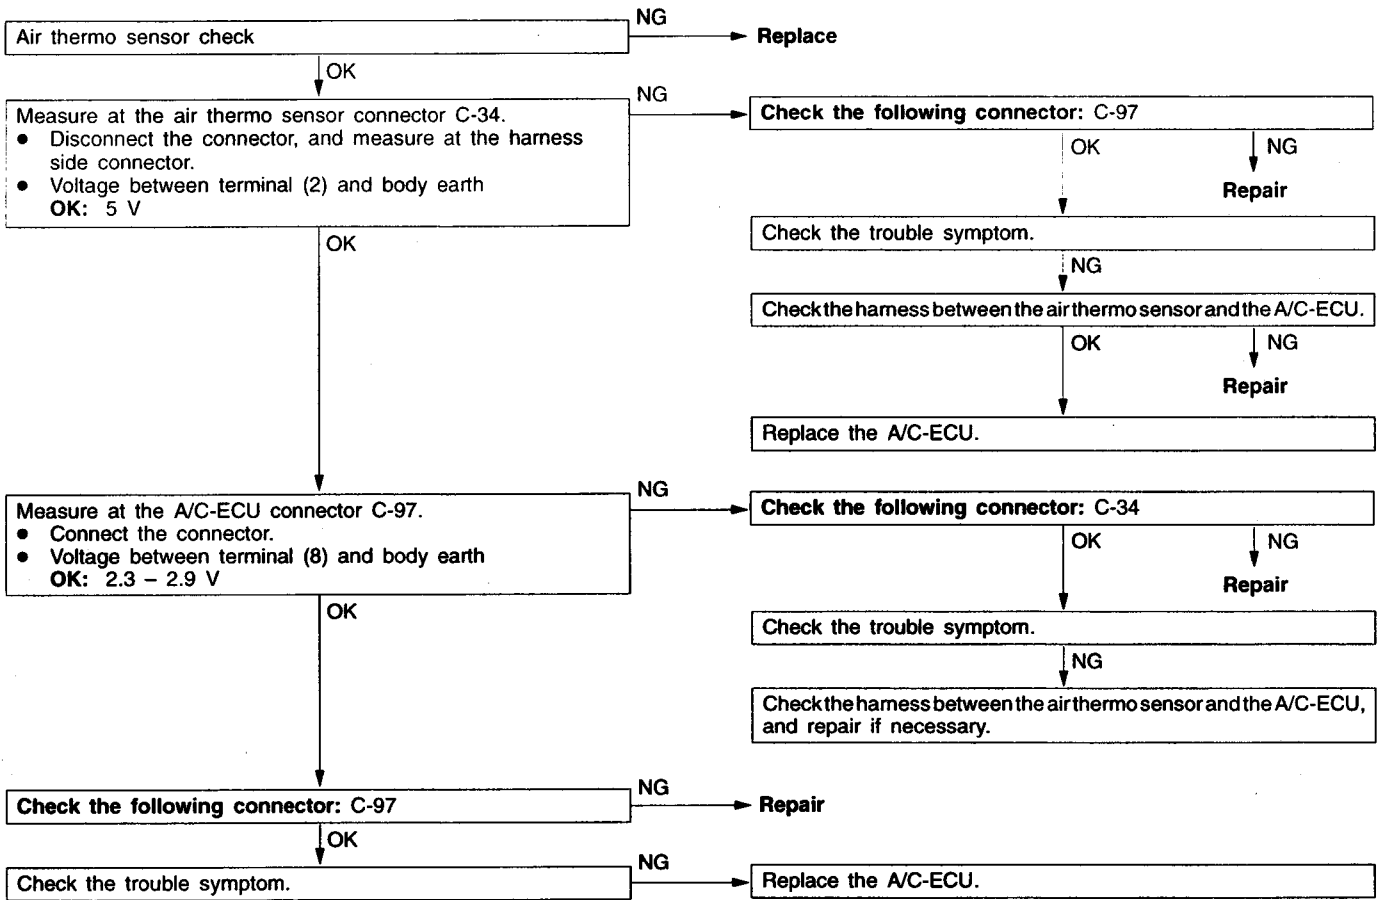 Air thermo sensor check
NG
Replace
OK
Measure at the air thermo sensor connector C-34.
● Disconnect the connector, and measure at the harness
side connector.
● Voltage between terminal (2) and body earth
OK: 5 V
NG
Check the following connector: C-97
OK
NG
Repair
Check the trouble symptom.
NG
Check the harness between the air thermo sensor and the A/C-ECU.
OK
NG
Repair
Replace the A/C-ECU.
OK
Measure at the A/C-ECU connector C-97.
● Connect the connector.
● Voltage between terminal (8) and body earth
OK: 2.3 – 2.9 V
NG
Check the following connector: C-34
OK
NG
Repair
Check the trouble symptom.
NG
Check the harness between the air thermo sensor and the A/C-ECU,
and repair if necessary.
OK
Check the following connector: C-97
NG
Repair
OK
Check the trouble symptom.
NG
Replace the A/C-ECU.